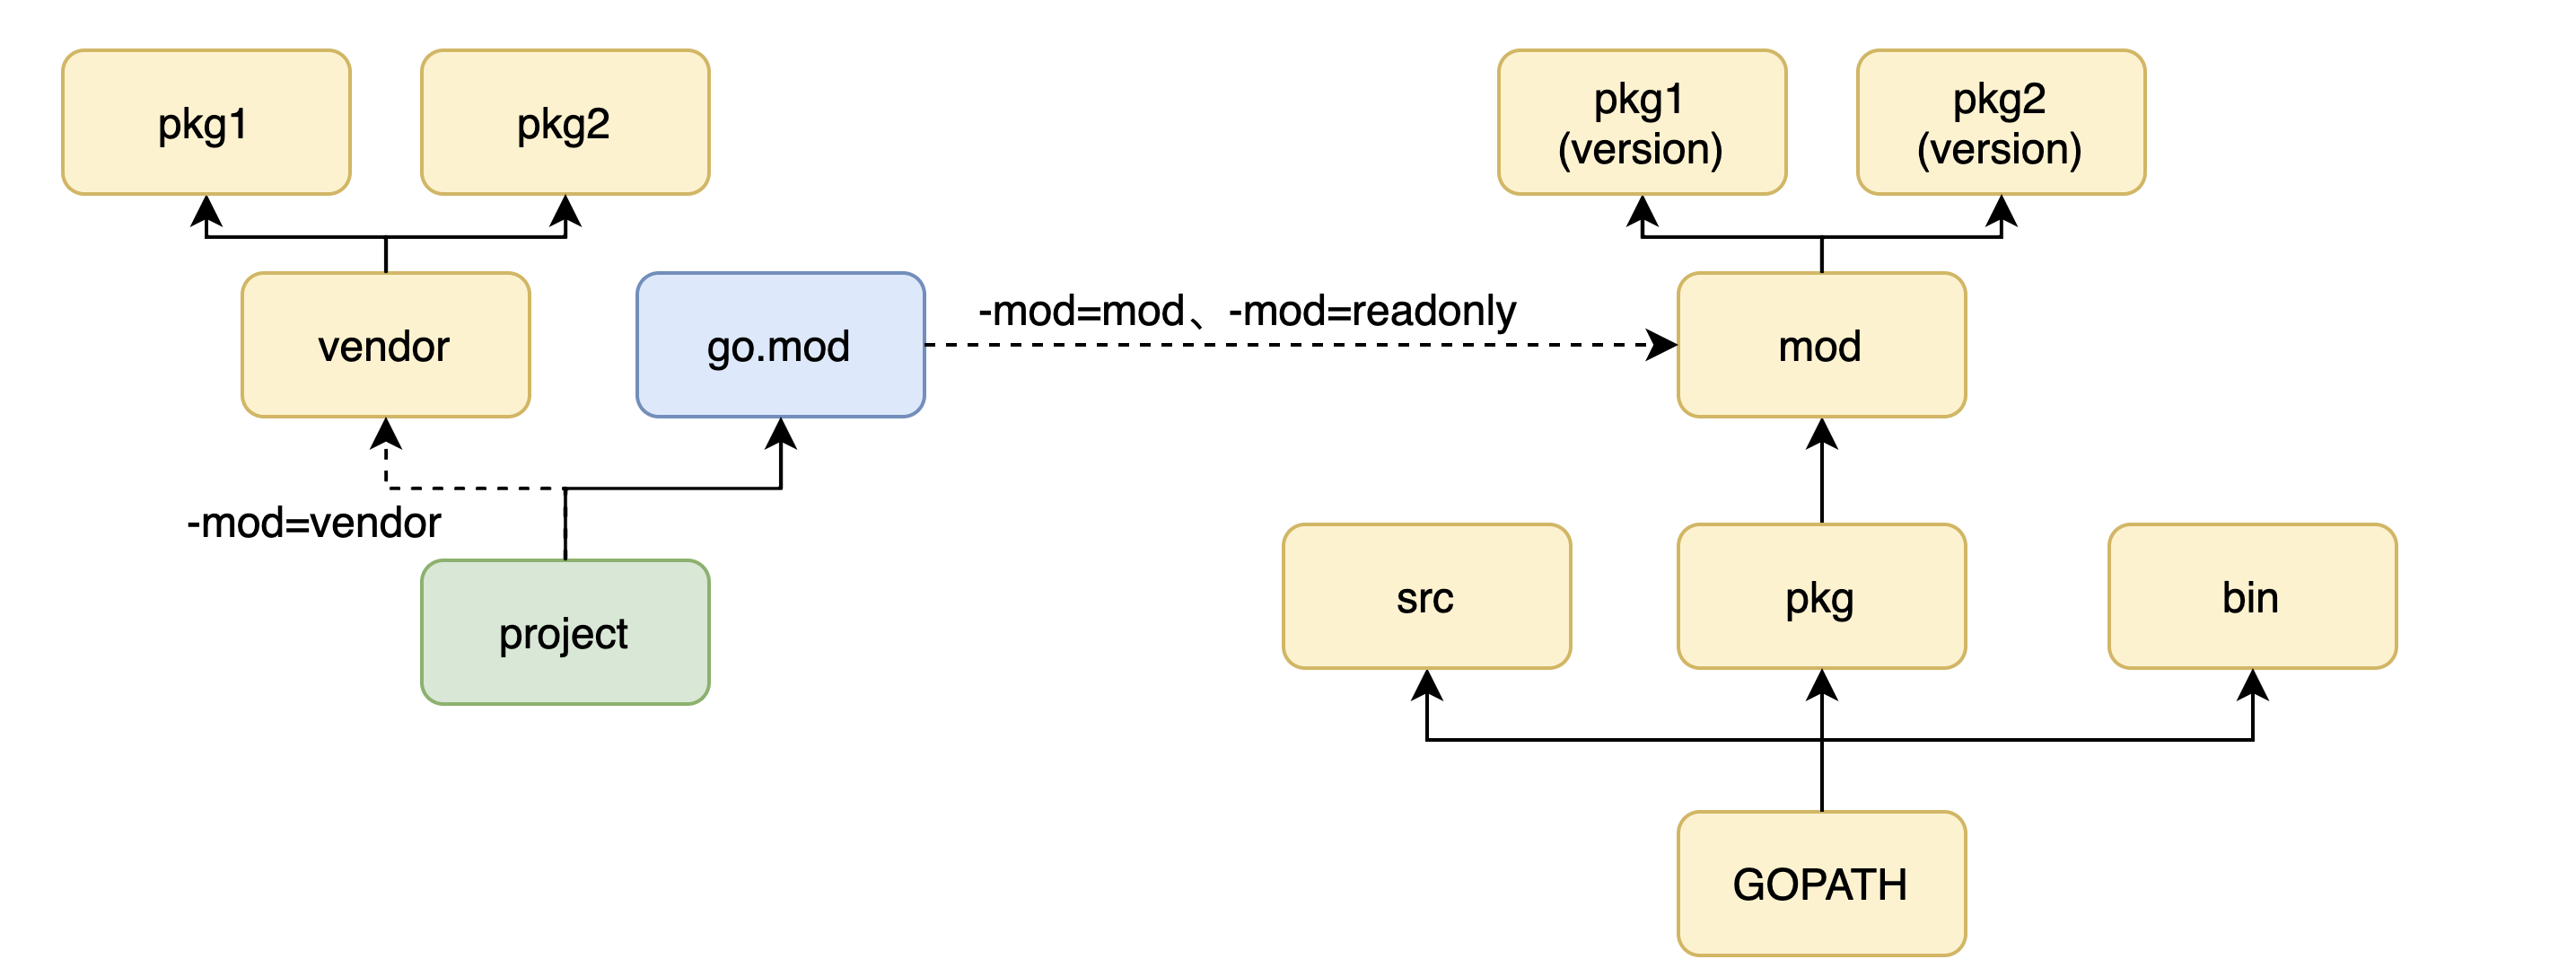 pkg1
pkg2
pkg1
(version)
pkg2
(version)
vendor
go.mod
-mod=mod、-mod=readonly
mod
-mod=vendor
project
src
pkg
bin
GOPATH